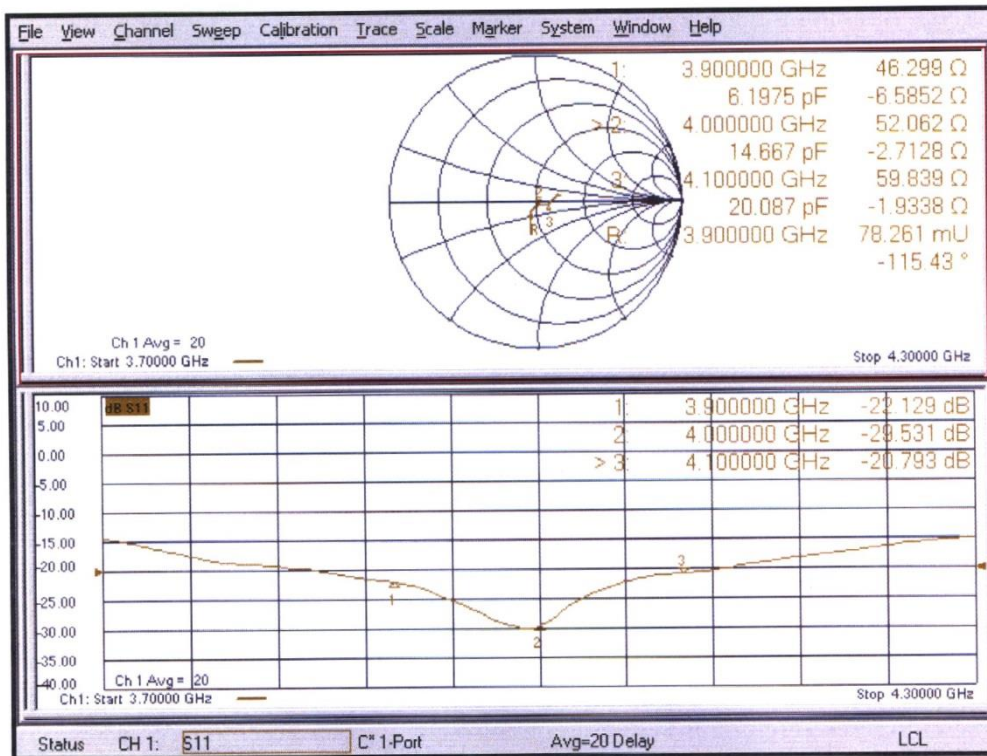 File View Channel Sweep Calibration Trace Scale Marker System Window Help
1: 3.900000 GHz 46.299 Ω
6.1975 pF -6.5852 Ω
> 2: 4.000000 GHz 52.062 Ω
14.667 pF -2.7128 Ω
3: 4.100000 GHz 59.839 Ω
20.087 pF -1.9338 Ω
R: 3.900000 GHz 78.261 mU
-115.43 °
R 3
Ch 1 Avg = 20
Ch1: Start 3.70000 GHz Stop 4.30000 GHz
10.00 dB S11
5.00
0.00
-5.00
-10.00
-15.00
-20.00
-25.00
-30.00
-35.00
-40.00
1: 3.900000 GHz -22.129 dB
2: 4.000000 GHz -29.531 dB
> 3: 4.100000 GHz -20.793 dB
3
1
2
Ch 1 Avg = 20
Ch1: Start 3.70000 GHz Stop 4.30000 GHz
Status CH 1: S11 C* 1-Port Avg=20 Delay LCL